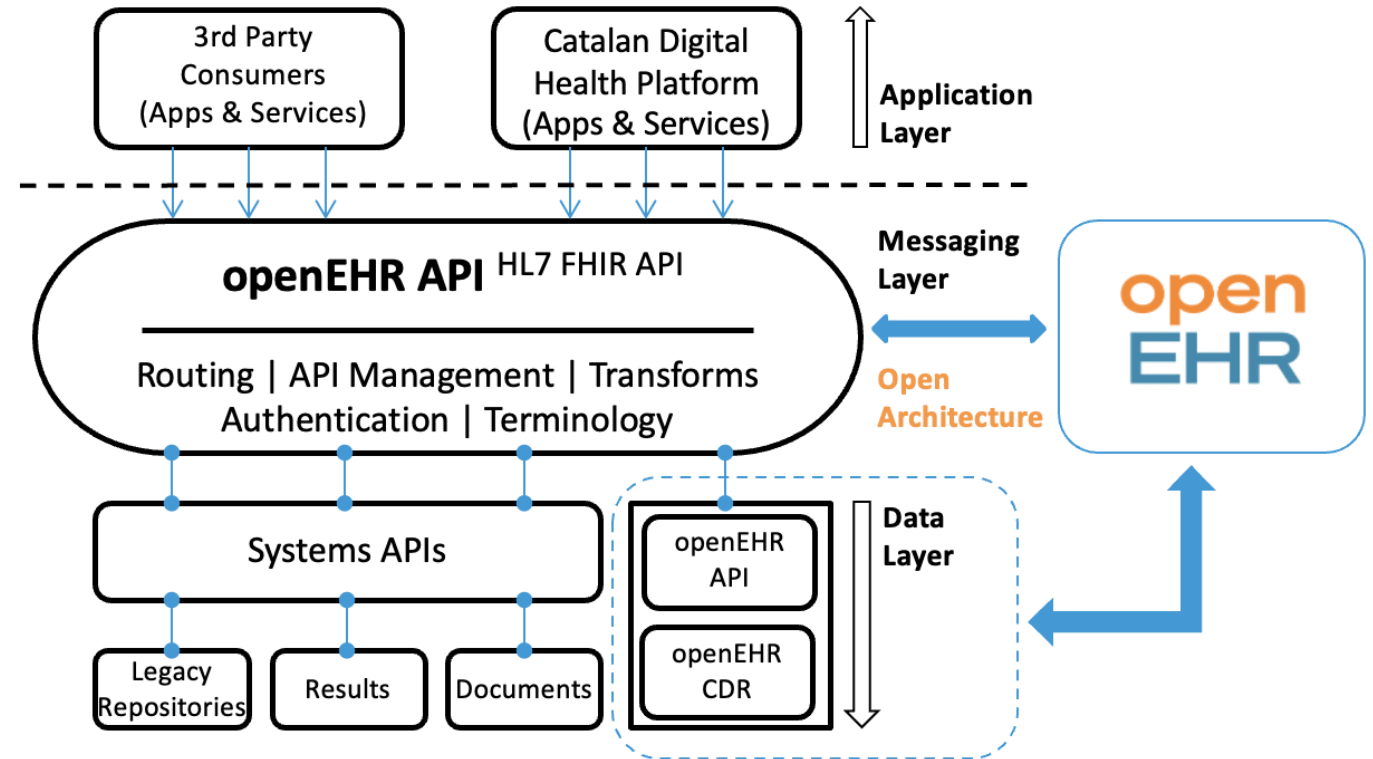 3rd Party
Consumers
(Apps & Services)
Catalan Digital
Health Platform
(Apps & Services)
Application
Layer
openEHR API HL7 FHIR API
Routing | API Management | Transforms
Authentication | Terminology
Messaging
Layer
Open
Architecture
open
EHR
Systems APIs
Legacy
Repositories
Results
Documents
openEHR
API
openEHR
CDR
Data
Layer